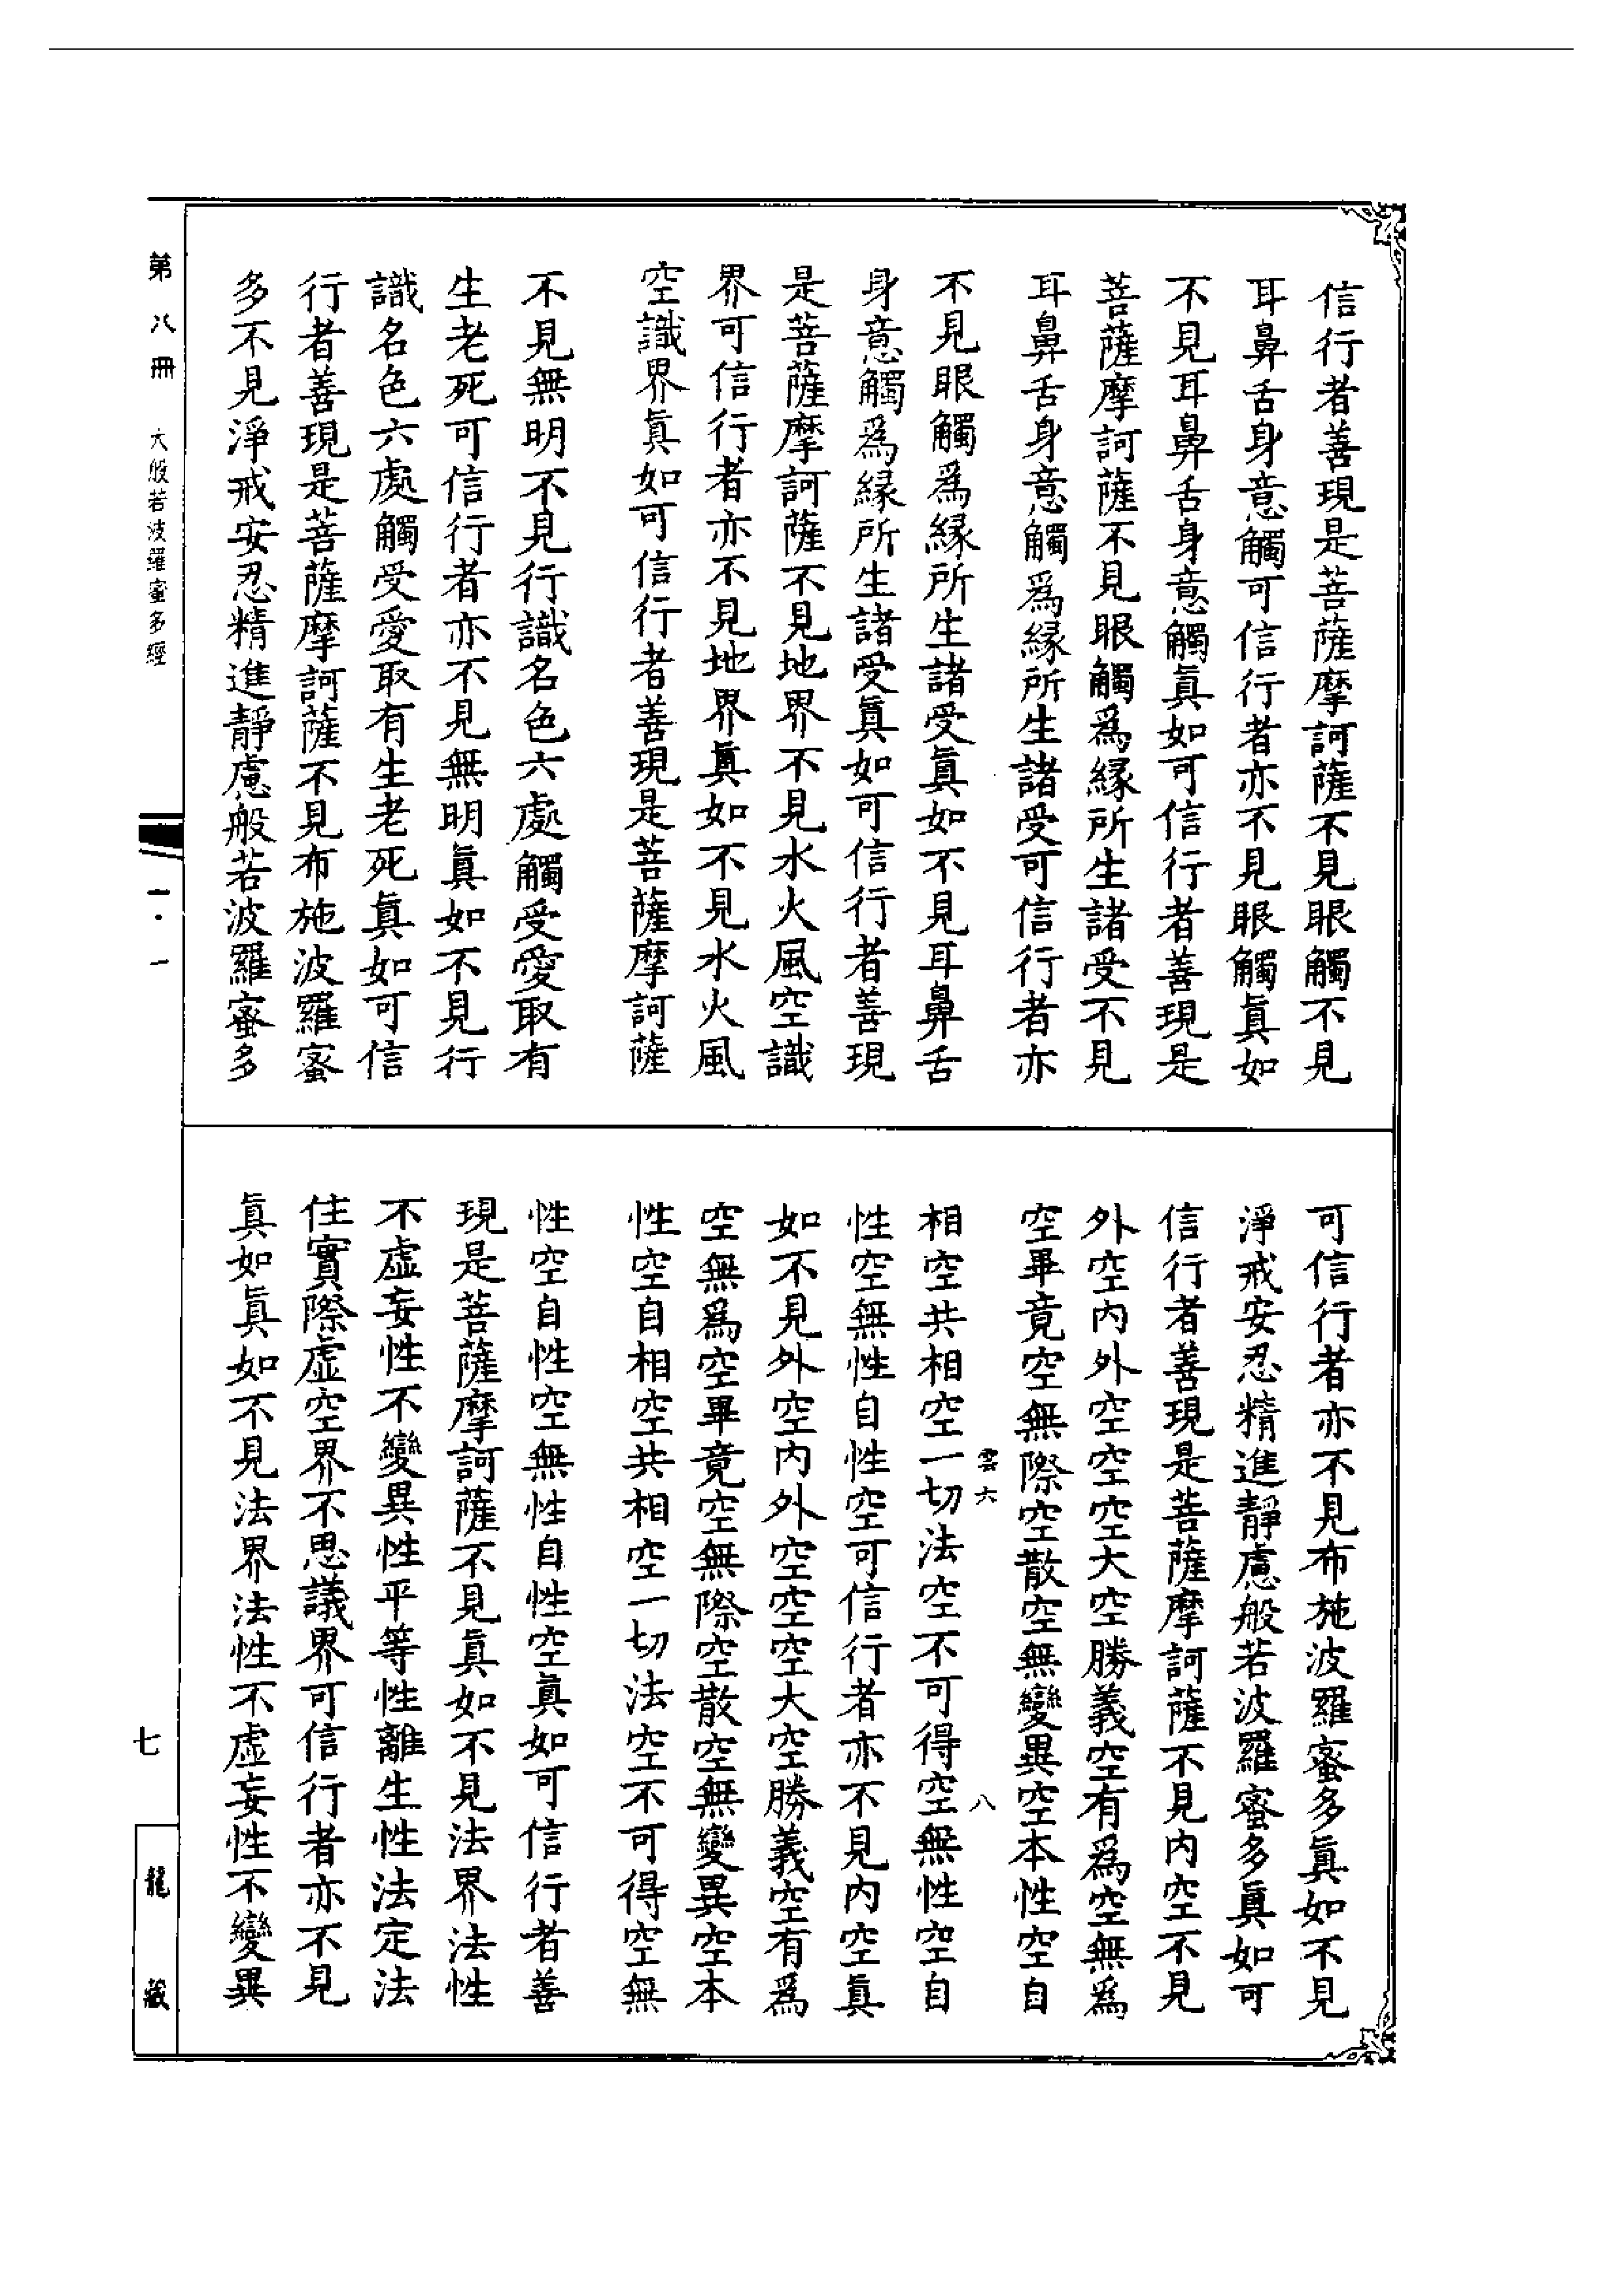 信行者善現是菩薩摩訶薩不見眼觸不見
耳鼻舌身意觸可信行者亦不見眼觸眞如
不見耳鼻舌身意觸眞如可信行者善現是
菩薩摩訶薩不見眼觸爲緣所生諸受不見
耳鼻舌身意觸爲緣所生諸受可信行者亦
不見眼觸爲緣所生諸受眞如不見耳鼻舌
身意觸爲緣所生諸受眞如可信行者善現
是菩薩摩訶薩不見地界不見水火風空識
界可信行者亦不見地界眞如不見水火風
空識界眞如可信行者善現是菩薩摩訶薩
不見無明不見行識名色六處觸受愛取有
生老死可信行者亦不見無明眞如不見行
識名色六處觸受愛取有生老死眞如可信
行者善現是菩薩摩訶薩不見布施波羅蜜
多不見淨戒安忍精進靜慮般若波羅蜜多
可信行者亦不見布施波羅蜜多眞如不見
淨戒安忍精進靜慮般若波羅蜜多眞如可
信行者善現是菩薩摩訶薩不見內空不見
外空內外空空空大空勝義空有爲空無爲
空畢竟空無際空散空無變異空本性空自
雲六 八
相空共相空一切法空不可得空無性空自
性空無性自性空可信行者亦不見內空眞
如不見外空內外空空空大空勝義空有爲
空無爲空畢竟空無際空散空無變異空本
性空自相空共相空一切法空不可得空無
性空自性空無性自性空眞如可信行者善
現是菩薩摩訶薩不見眞如不見法界法性
不虛妄性不變異性平等性離生性法定法
住實際虛空界不思議界可信行者亦不見
眞如眞如不見法界法性不虛妄性不變異
第八冊 大般若波羅蜜多經
一·一
七
龍藏